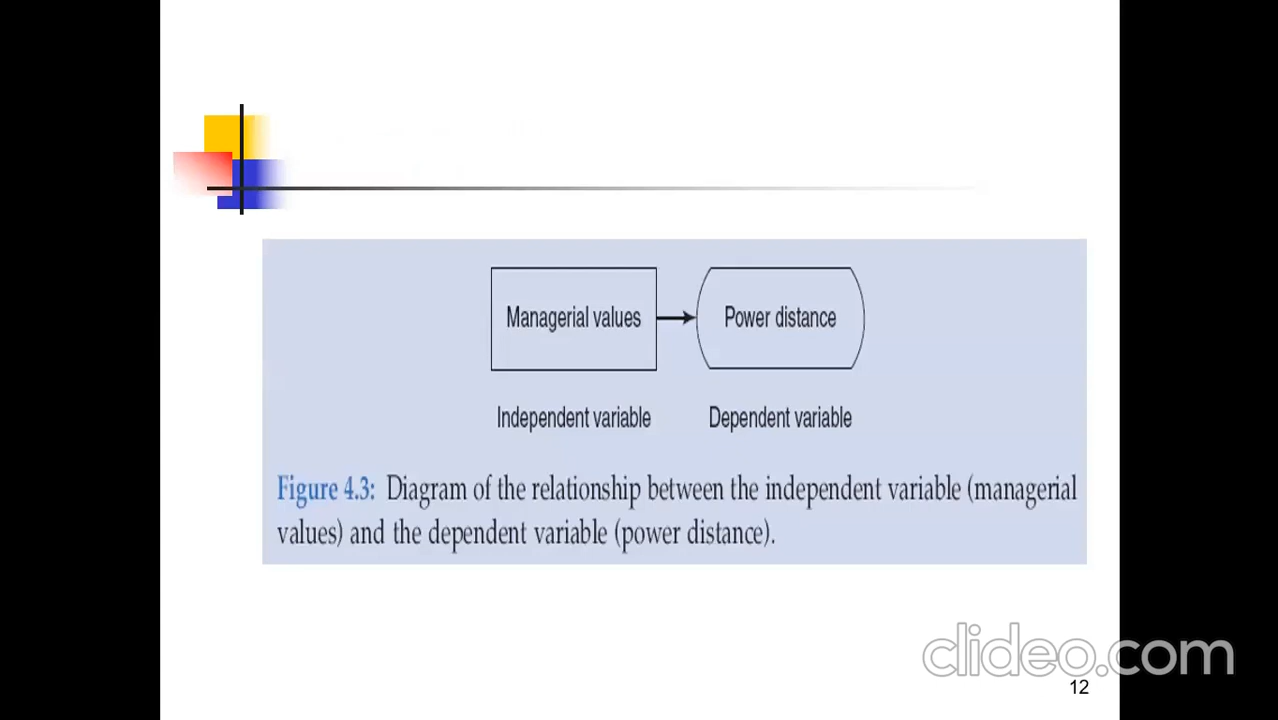 Managerial values
Power distance
Independent variable
Dependent variable
Figure 4.3: Diagram of the relationship between the independent variable (managerial
values) and the dependent variable (power distance).
clideo.com
12